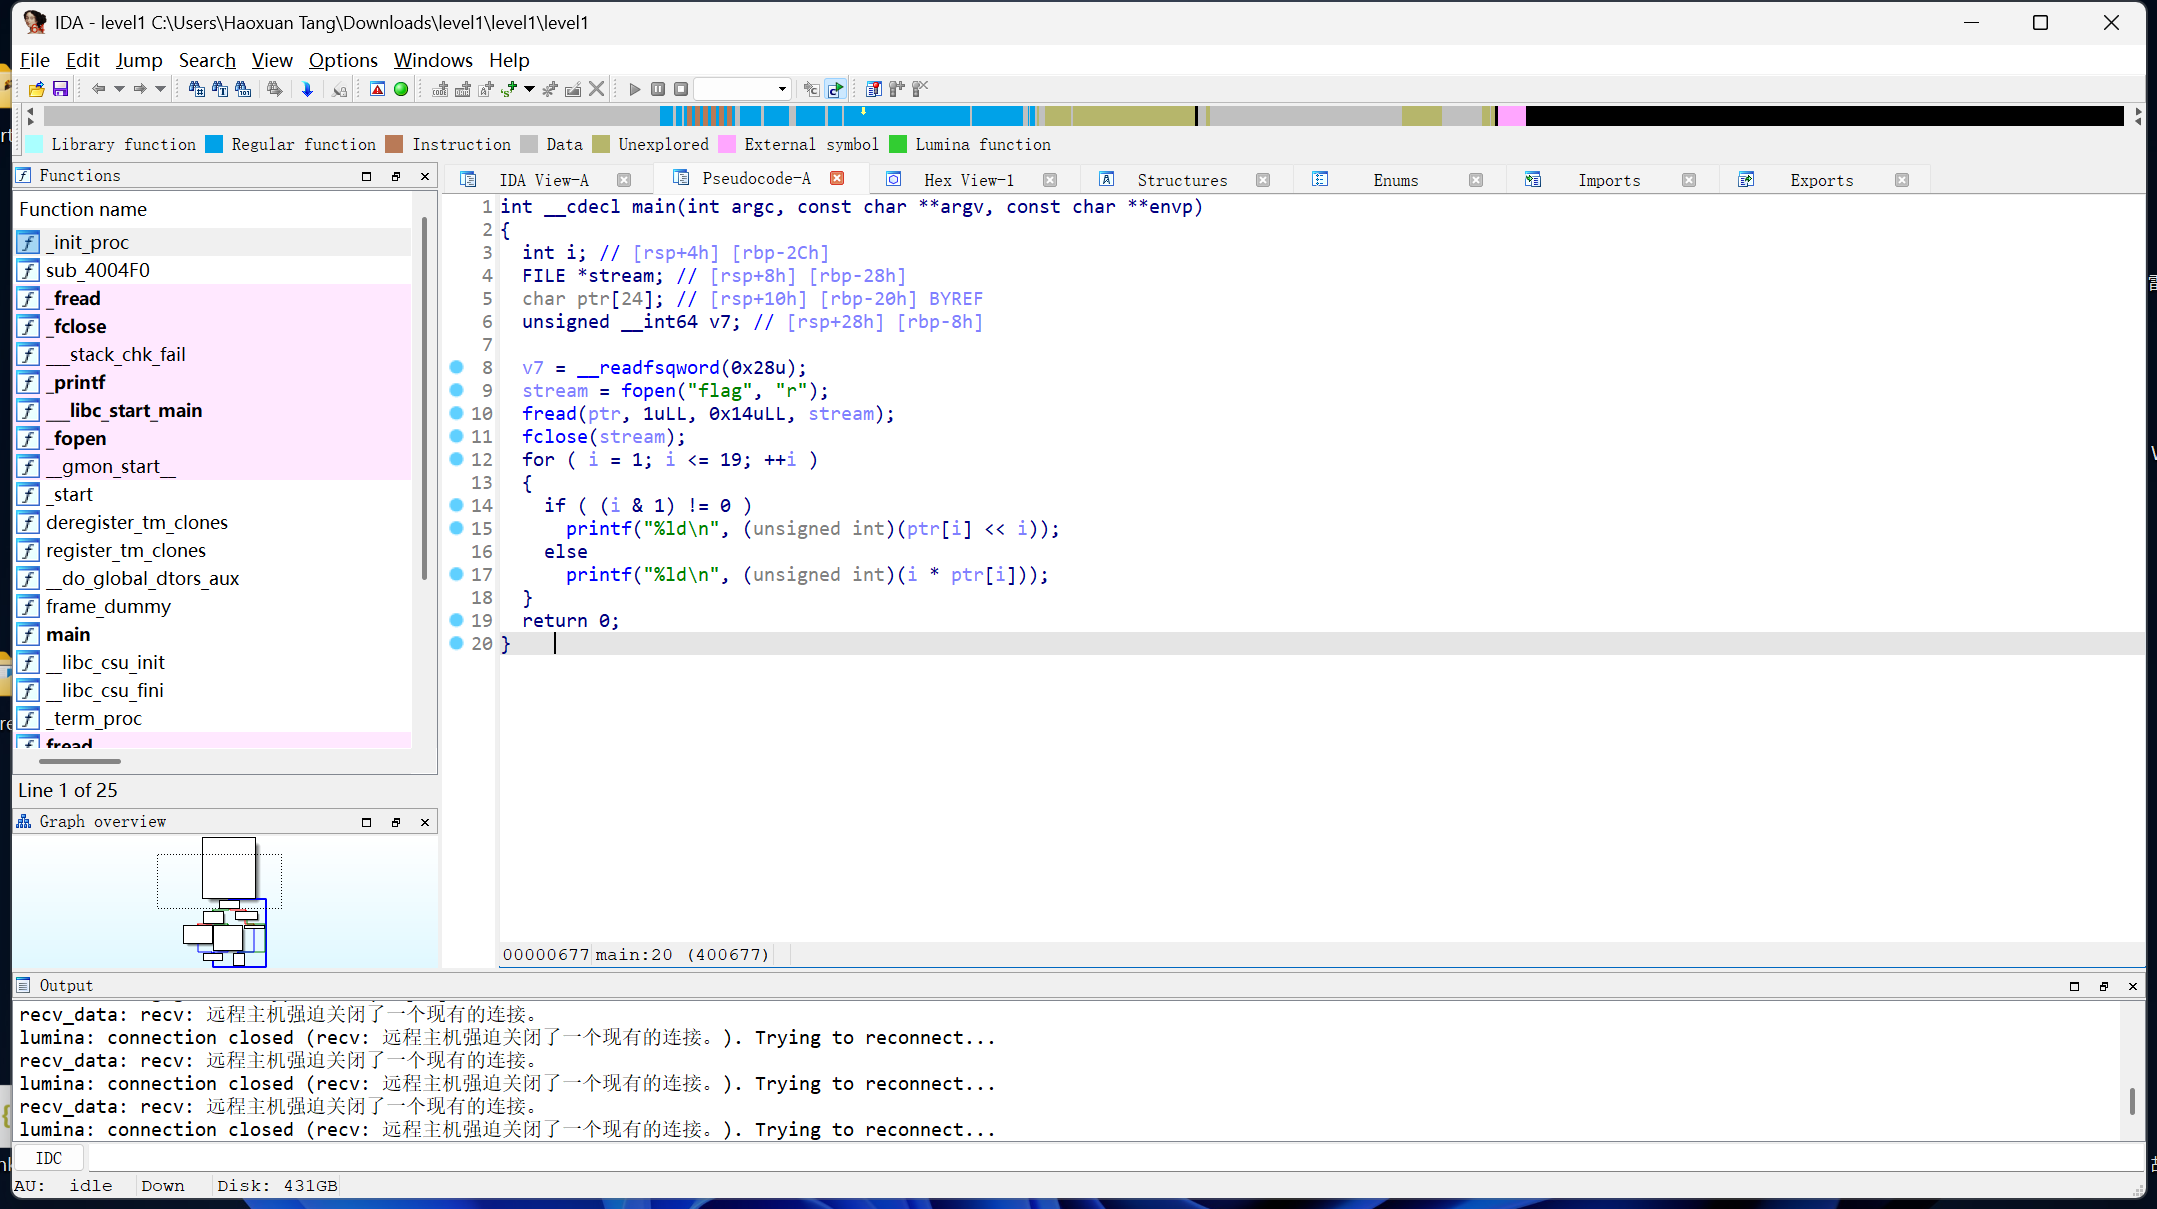 IDA - level1 C:\Users\Haoxuan Tang\Downloads\level1\level1\level1
File Edit Jump Search View Options Windows Help
Library function Regular function Instruction Data Unexplored External symbol Lumina function
Functions
Function name
_init_proc
sub_4004F0
_fread
_fclose
___stack_chk_fail
_printf
___libc_start_main
_fopen
__gmon_start__
_start
deregister_tm_clones
register_tm_clones
__do_global_dtors_aux
frame_dummy
main
__libc_csu_init
__libc_csu_fini
_term_proc
fread
Line 1 of 25
Graph overview
IDA View-A Pseudocode-A Hex View-1 Structures Enums Imports Exports
1 int __cdecl main(int argc, const char **argv, const char **envp)
2 {
3 int i; // [rsp+4h] [rbp-2Ch]
4 FILE *stream; // [rsp+8h] [rbp-28h]
5 char ptr[24]; // [rsp+10h] [rbp-20h] BYREF
6 unsigned __int64 v7; // [rsp+28h] [rbp-8h]
7
8 v7 = __readfsqword(0x28u);
9 stream = fopen("flag", "r");
10 fread(ptr, 1uLL, 0x14uLL, stream);
11 fclose(stream);
12 for ( i = 1; i <= 19; ++i )
13 {
14 if ( (i & 1) != 0 )
15 printf("%ld\n", (unsigned int)(ptr[i] << i));
16 else
17 printf("%ld\n", (unsigned int)(i * ptr[i]));
18 }
19 return 0;
20 }
00000677 main:20 (400677)
Output
recv_data: recv: 远程主机强迫关闭了一个现有的连接。
lumina: connection closed (recv: 远程主机强迫关闭了一个现有的连接。). Trying to reconnect...
recv_data: recv: 远程主机强迫关闭了一个现有的连接。
lumina: connection closed (recv: 远程主机强迫关闭了一个现有的连接。). Trying to reconnect...
recv_data: recv: 远程主机强迫关闭了一个现有的连接。
lumina: connection closed (recv: 远程主机强迫关闭了一个现有的连接。). Trying to reconnect...
IDC
AU: idle Down Disk: 431GB